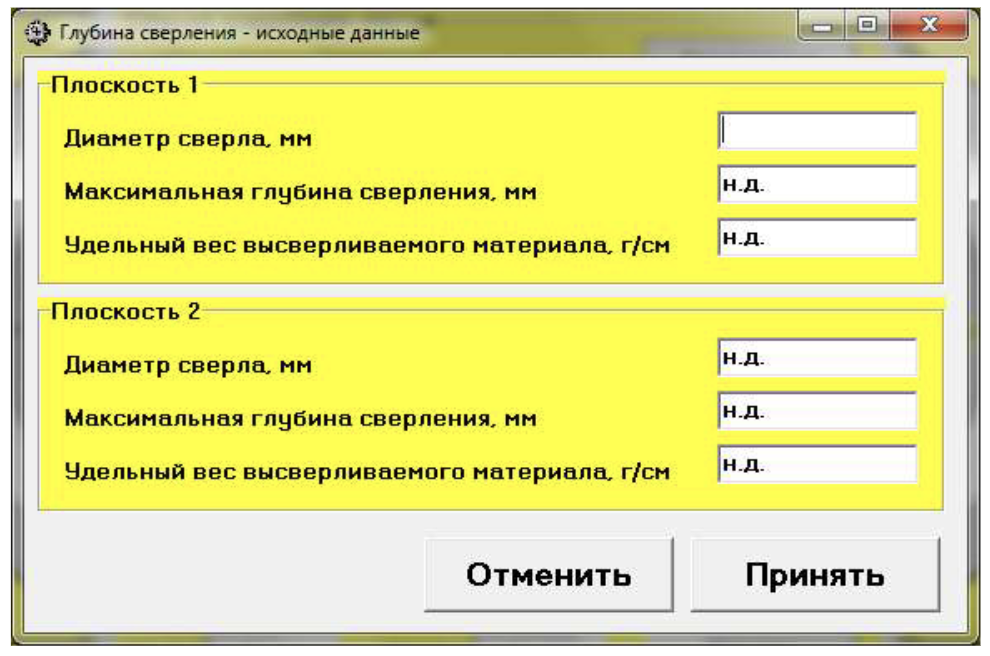 Глубина сверления - исходные данные
Плоскость 1
Диаметр сверла, мм
Максимальная глубина сверления, мм н.д.
Удельный вес высверливаемого материала, г/см н.д.
Плоскость 2
Диаметр сверла, мм н.д.
Максимальная глубина сверления, мм н.д.
Удельный вес высверливаемого материала, г/см н.д.
Отменить Принять